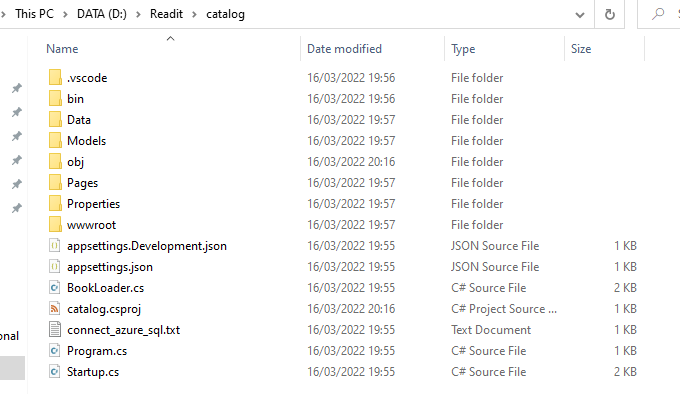 This PC > DATA (D:) > Readit > catalog
Name Date modified Type Size
.vscode 16/03/2022 19:56 File folder
bin 16/03/2022 19:56 File folder
Data 16/03/2022 19:57 File folder
Models 16/03/2022 19:57 File folder
obj 16/03/2022 20:16 File folder
Pages 16/03/2022 19:57 File folder
Properties 16/03/2022 19:57 File folder
wwwroot 16/03/2022 19:57 File folder
appsettings.Development.json 16/03/2022 19:55 JSON Source File 1 KB
appsettings.json 16/03/2022 19:55 JSON Source File 1 KB
BookLoader.cs 16/03/2022 19:55 C# Source File 2 KB
catalog.csproj 16/03/2022 20:16 C# Project Source ... 1 KB
connect_azure_sql.txt 16/03/2022 19:55 Text Document 1 KB
onal
Program.cs 16/03/2022 19:55 C# Source File 1 KB
Startup.cs 16/03/2022 19:55 C# Source File 2 KB